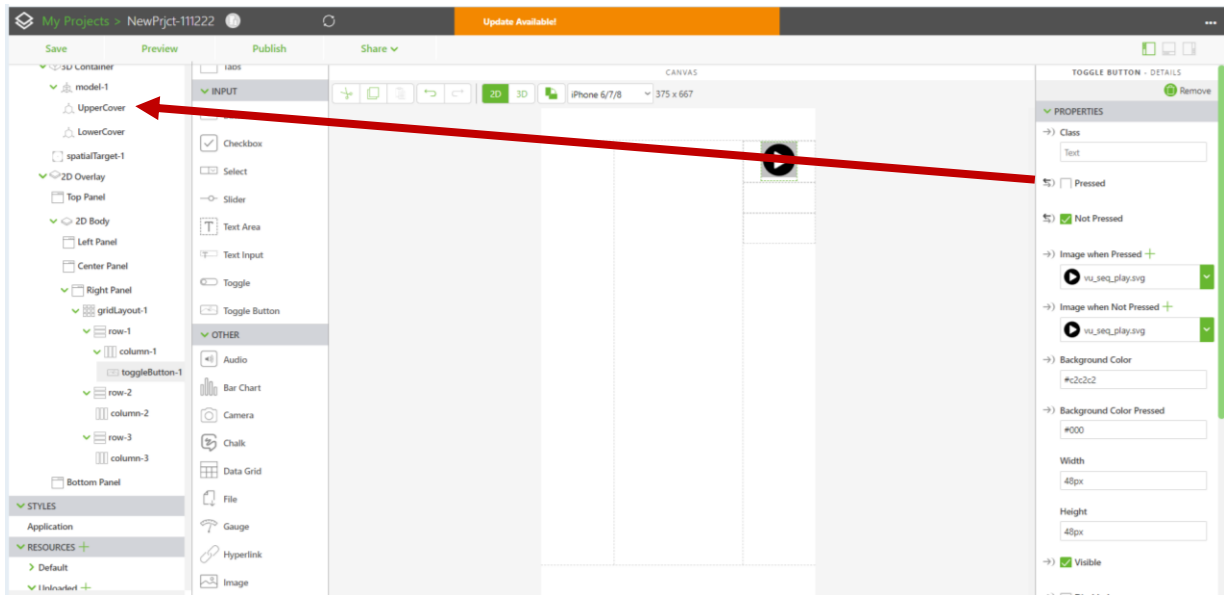 My Projects > NewPrjct-111222
Update Available!
Save Preview Publish Share
3D Container
model-1
UpperCover
LowerCover
spatialTarget-1
2D Overlay
Top Panel
2D Body
Left Panel
Center Panel
Right Panel
gridLayout-1
row-1
column-1
toggleButton-1
row-2
column-2
row-3
column-3
Bottom Panel
STYLES
Application
RESOURCES
Default
Uploaded
Tabs
INPUT
Checkbox
Select
Slider
Text Area
Text Input
Toggle
Toggle Button
OTHER
Audio
Bar Chart
Camera
Chalk
Data Grid
File
Gauge
Hyperlink
Image
CANVAS
2D 3D iPhone 6/7/8 375 x 667
TOGGLE BUTTON - DETAILS
Remove
PROPERTIES
Class
Text
Pressed
Not Pressed
Image when Pressed
vu_seq_play.svg
Image when Not Pressed
vu_seq_play.svg
Background Color
#c2c2c2
Background Color Pressed
#000
Width
48px
Height
48px
Visible